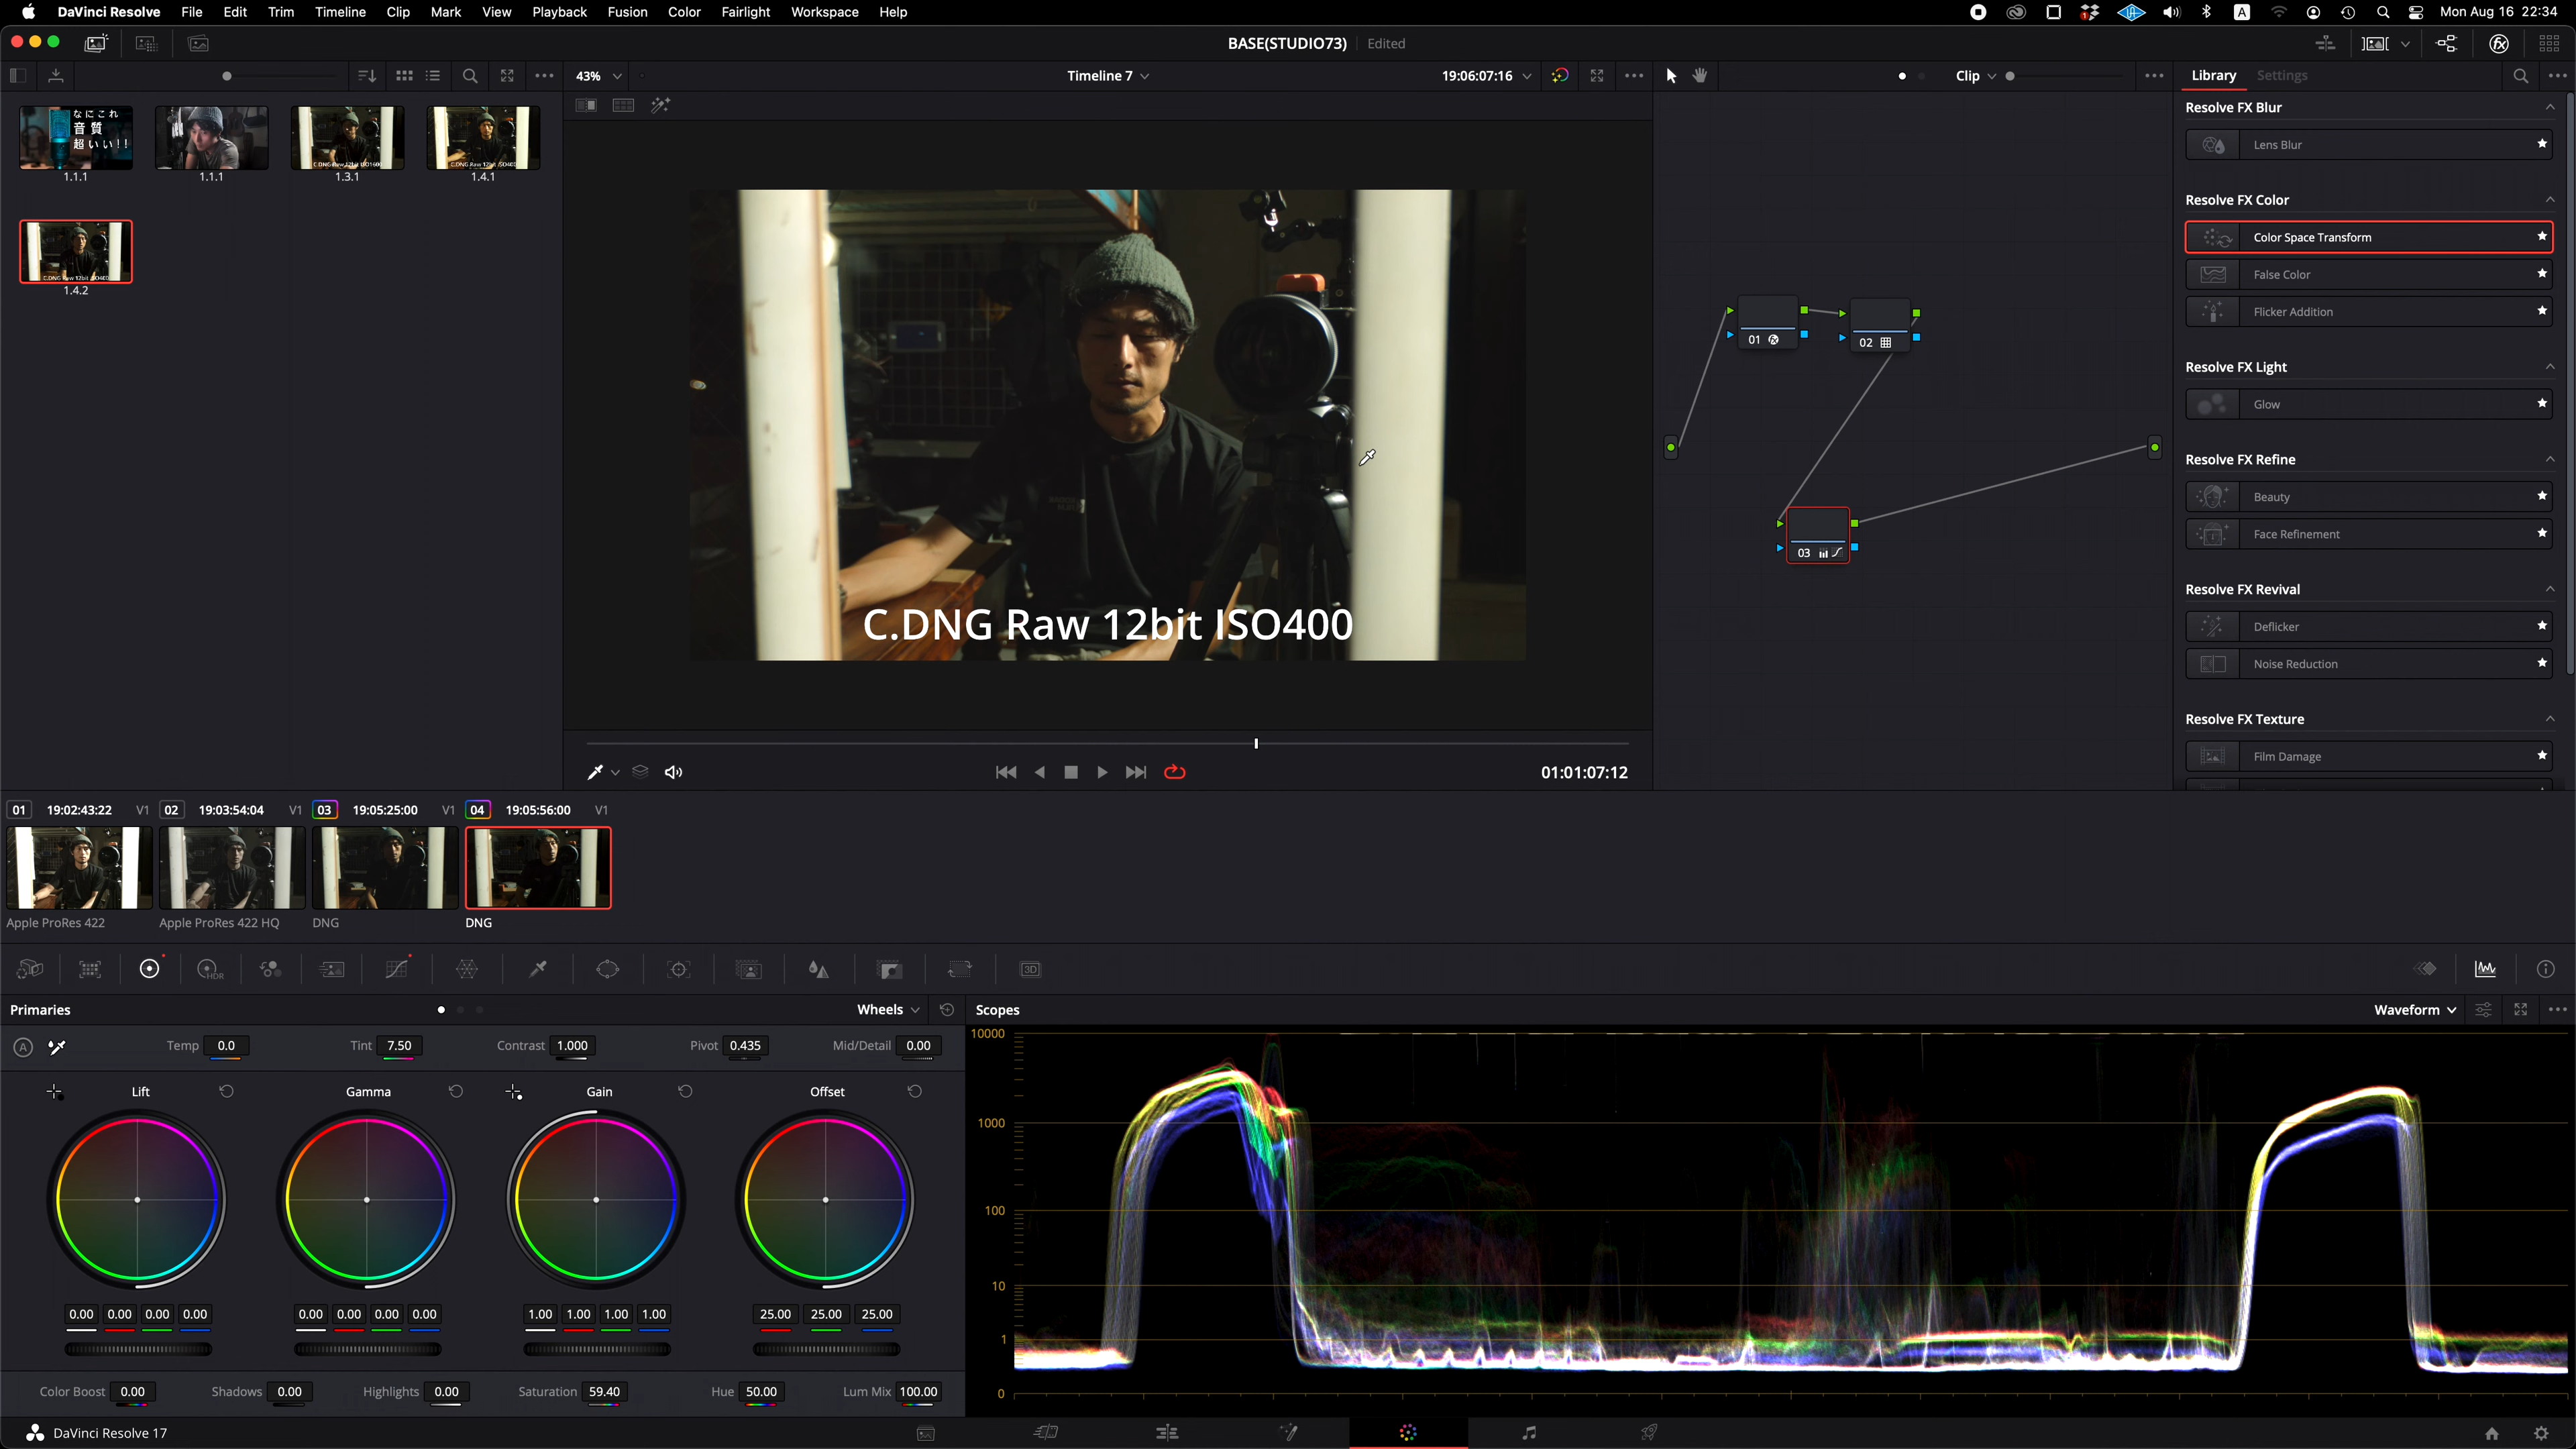 DaVinci Resolve File Edit Trim Timeline Clip Mark View Playback Fusion Color Fairlight Workspace Help
A Mon Aug 16 22:34
BASE(STUDIO73) Edited
43% Timeline 7 19:06:07:16 Clip Library Settings
なにこれ
音質
超いい!!
C.DNG Raw 12bit ISO400
1.1.1 1.1.1 1.3.1 1.4.1
1.4.2
C.DNG Raw 12bit ISO400
01 fx
02
03
Resolve FX Blur
Lens Blur
Resolve FX Color
Color Space Transform
False Color
Flicker Addition
Resolve FX Light
Glow
Resolve FX Refine
Beauty
Face Refinement
Resolve FX Revival
Deflicker
Noise Reduction
Resolve FX Texture
Film Damage
01:01:07:12
01 19:02:43:22 V1 02 19:03:54:04 V1 03 19:05:25:00 V1 04 19:05:56:00 V1
Apple ProRes 422 Apple ProRes 422 HQ DNG DNG
HDR 3D
Primaries Wheels Scopes Waveform
A Temp 0.0 Tint 7.50 Contrast 1.000 Pivot 0.435 Mid/Detail 0.00
Lift Gamma Gain Offset
0.00 0.00 0.00 0.00 0.00 0.00 0.00 0.00 1.00 1.00 1.00 1.00 25.00 25.00 25.00
Color Boost 0.00 Shadows 0.00 Highlights 0.00 Saturation 59.40 Hue 50.00 Lum Mix 100.00
10000
1000
100
10
1
0
DaVinci Resolve 17